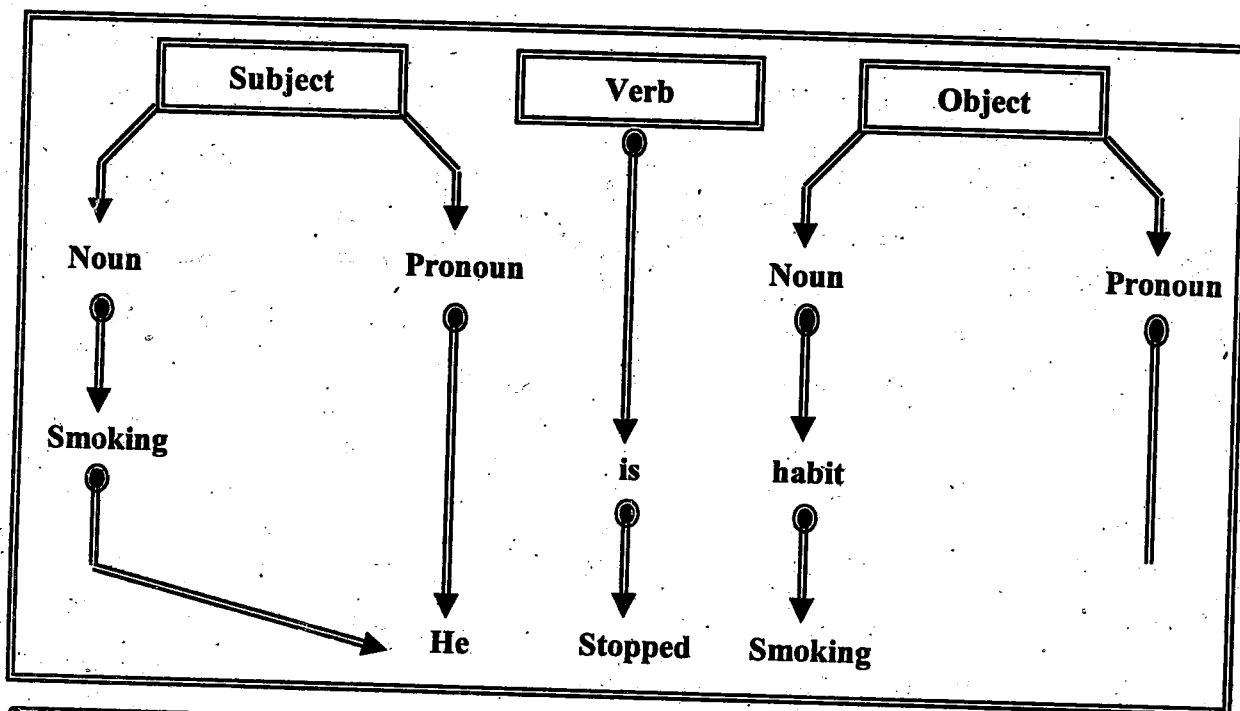 Subject Verb Object
Noun Pronoun Noun Pronoun
Smoking is habit
He Stopped Smoking